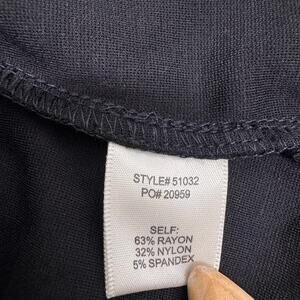 STYLE# 51032
PO# 20959
SELF:
63% RAYON
32% NYLON
5% SPANDEX